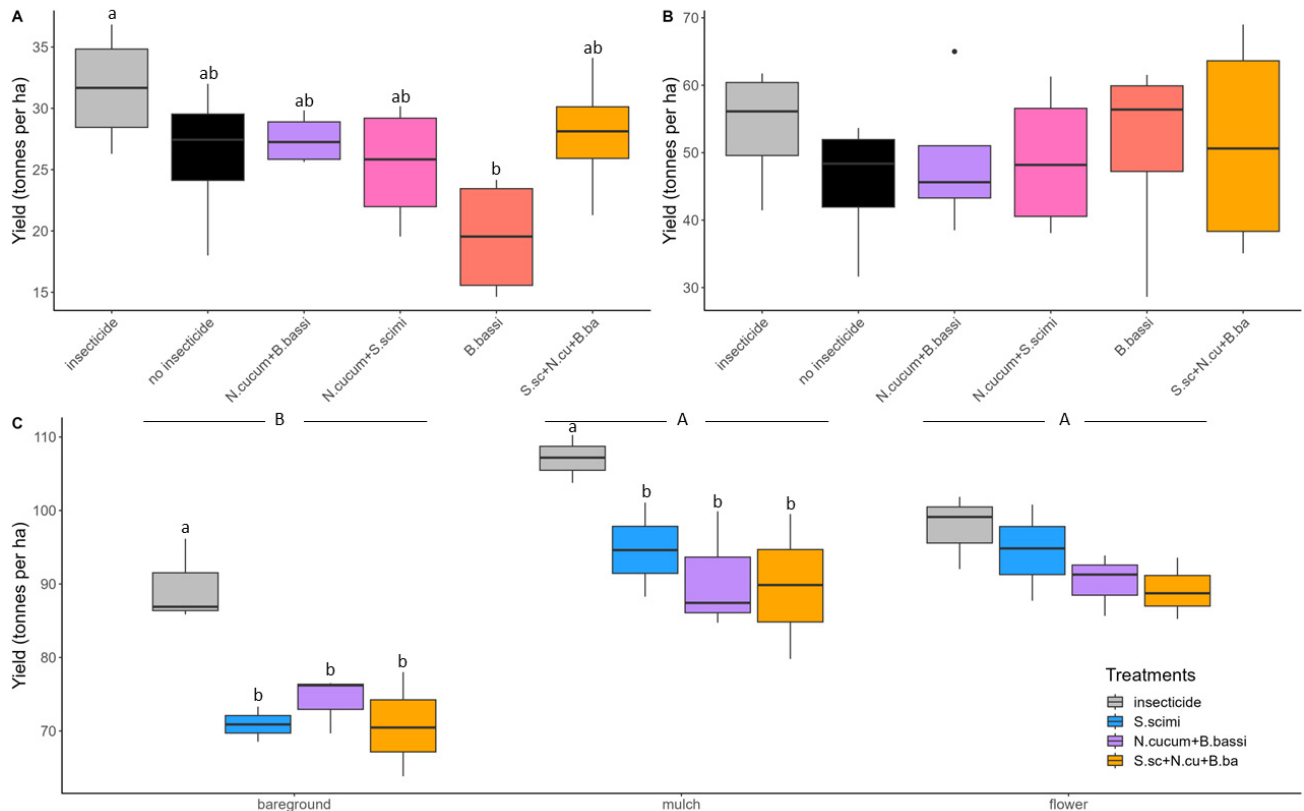 A
Yield (tonnes per ha)
35
30
25
20
15
a
ab
ab
ab
b
ab
insecticide
no insecticide
N.cucum+B.bassi
N.cucum+S.scimi
B.bassi
S.sc+N.cu+B.ba
B
Yield (tonnes per ha)
70
60
50
40
30
insecticide
no insecticide
N.cucum+B.bassi
N.cucum+S.scimi
B.bassi
S.sc+N.cu+B.ba
C
Yield (tonnes per ha)
110
100
90
80
70
B
A
A
a
b
b
b
a
b
b
b
bareground
mulch
flower
Treatments
insecticide
S.scimi
N.cucum+B.bassi
S.sc+N.cu+B.ba